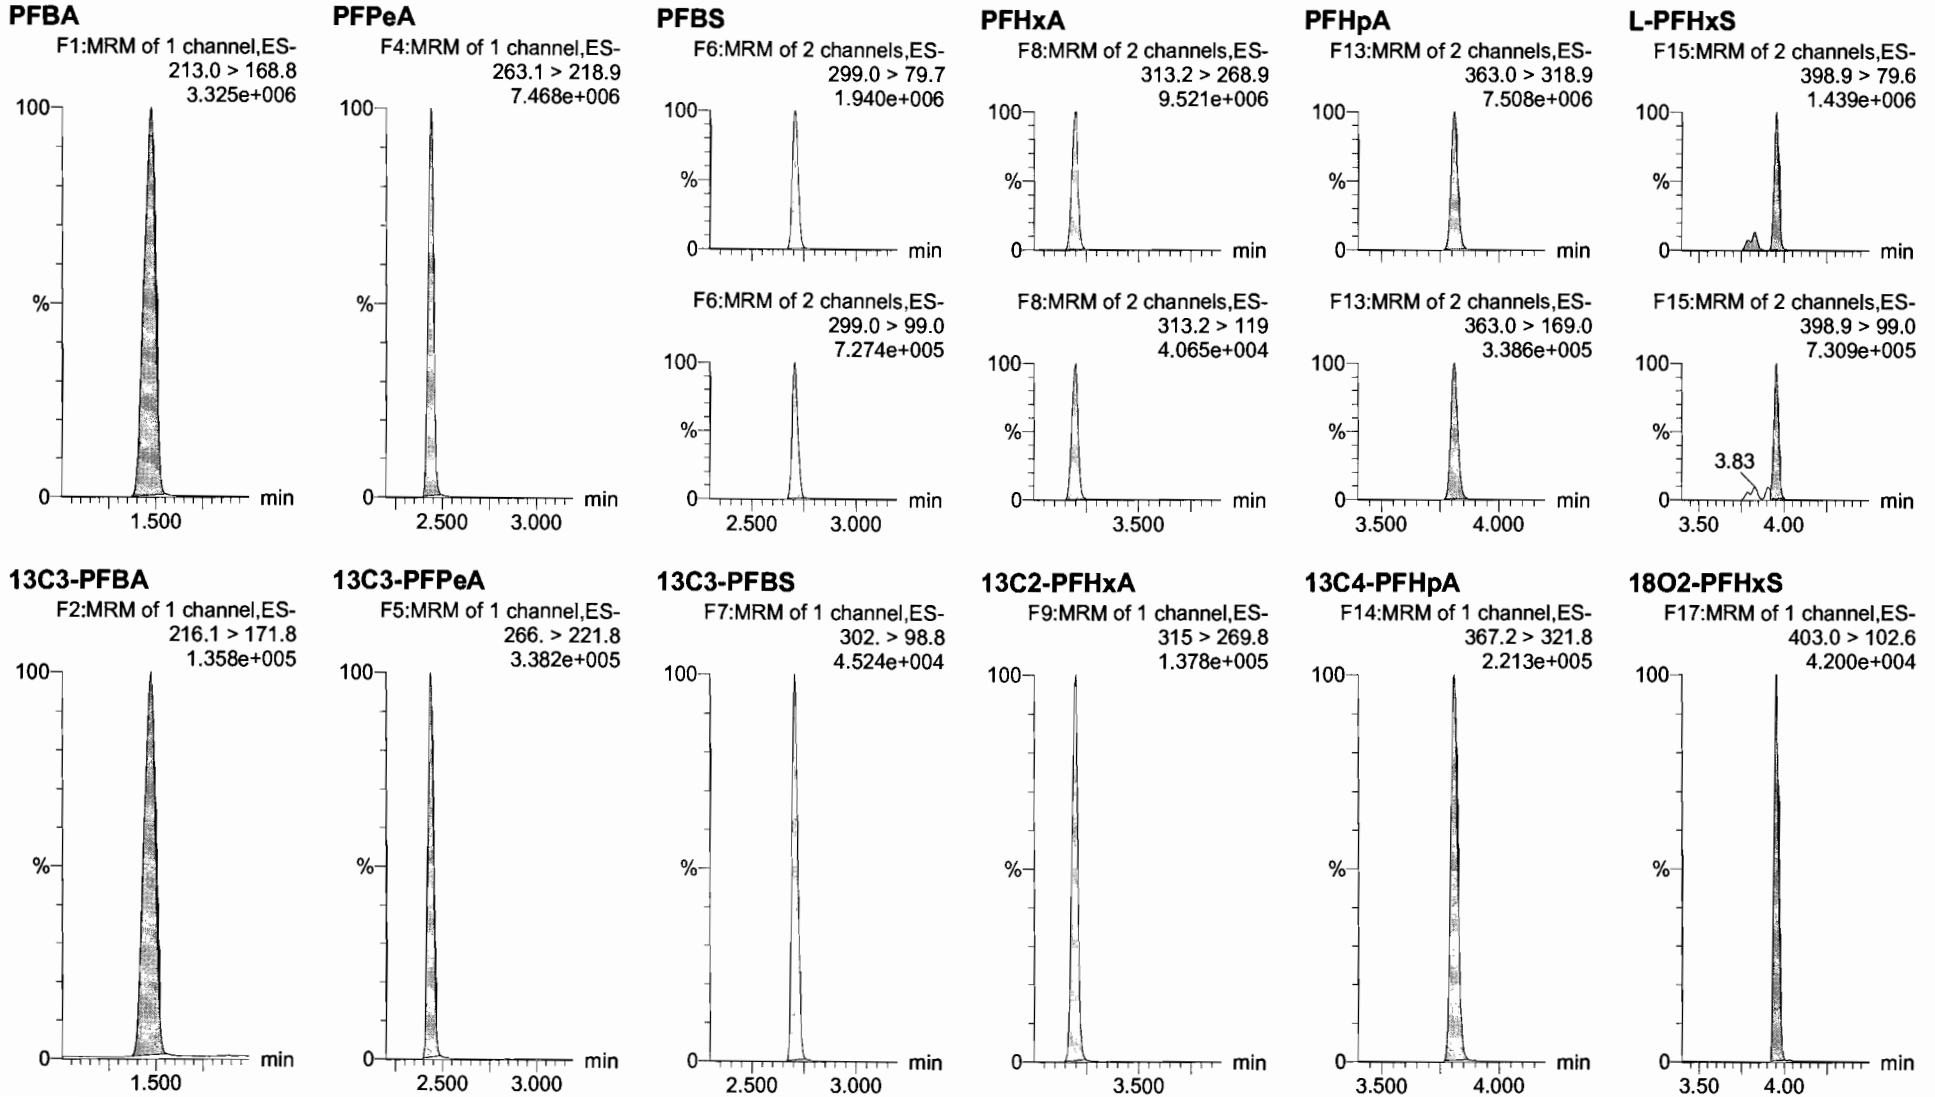 PFBA
F1:MRM of 1 channel,ES-
213.0 > 168.8
3.325e+006
100
%
0
min
1.500
PFPeA
F4:MRM of 1 channel,ES-
263.1 > 218.9
7.468e+006
100
%
0
min
2.500 3.000
PFBS
F6:MRM of 2 channels,ES-
299.0 > 79.7
1.940e+006
100
%
0
min
F6:MRM of 2 channels,ES-
299.0 > 99.0
7.274e+005
100
%
0
min
2.500 3.000
PFHxA
F8:MRM of 2 channels,ES-
313.2 > 268.9
9.521e+006
100
%
0
min
F8:MRM of 2 channels,ES-
313.2 > 119
4.065e+004
100
%
0
min
3.500
PFHpA
F13:MRM of 2 channels,ES-
363.0 > 318.9
7.508e+006
100
%
0
min
F13:MRM of 2 channels,ES-
363.0 > 169.0
3.386e+005
100
%
0
min
3.500 4.000
L-PFHxS
F15:MRM of 2 channels,ES-
398.9 > 79.6
1.439e+006
100
%
0
min
F15:MRM of 2 channels,ES-
398.9 > 99.0
7.309e+005
100
%
3.83
0
min
3.50 4.00
13C3-PFBA
F2:MRM of 1 channel,ES-
216.1 > 171.8
1.358e+005
100
%
0
min
1.500
13C3-PFPeA
F5:MRM of 1 channel,ES-
266. > 221.8
3.382e+005
100
%
0
min
2.500 3.000
13C3-PFBS
F7:MRM of 1 channel,ES-
302. > 98.8
4.524e+004
100
%
0
min
2.500 3.000
13C2-PFHxA
F9:MRM of 1 channel,ES-
315 > 269.8
1.378e+005
100
%
0
min
3.500
13C4-PFHpA
F14:MRM of 1 channel,ES-
367.2 > 321.8
2.213e+005
100
%
0
min
3.500 4.000
18O2-PFHxS
F17:MRM of 1 channel,ES-
403.0 > 102.6
4.200e+004
100
%
0
min
3.50 4.00